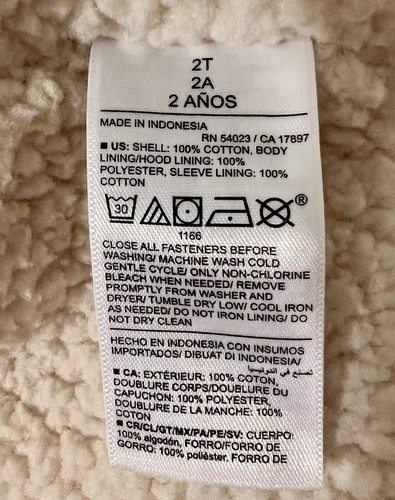 2T
2A
2 AÑOS
MADE IN INDONESIA
RN 54023 / CA 17897
■ US: SHELL: 100% COTTON, BODY
LINING/HOOD LINING: 100%
POLYESTER, SLEEVE LINING: 100%
COTTON
30
®
1166
CLOSE ALL FASTENERS BEFORE
WASHING/ MACHINE WASH COLD
GENTLE CYCLE/ ONLY NON-CHLORINE
BLEACH WHEN NEEDED/ REMOVE
PROMPTLY FROM WASHER AND
DRYER/ TUMBLE DRY LOW/ COOL IRON
AS NEEDED/ DO NOT IRON LINING/ DO
NOT DRY CLEAN
HECHO EN INDONESIA CON INSUMOS
IMPORTADOS/ DIBUAT DI INDONESIA/
تصنع في اندونيسيا
■ CA: EXTÉRIEUR: 100% COTON,
DOUBLURE CORPS/DOUBLURE DU
CAPUCHON: 100% POLYESTER,
DOUBLURE DE LA MANCHE: 100%
COTON
■ CR/CL/GT/MX/PA/PE/SV: CUERPO:
100% algodón, FORRO/FORRO DE
GORRO: 100% poliéster. FORRO DE